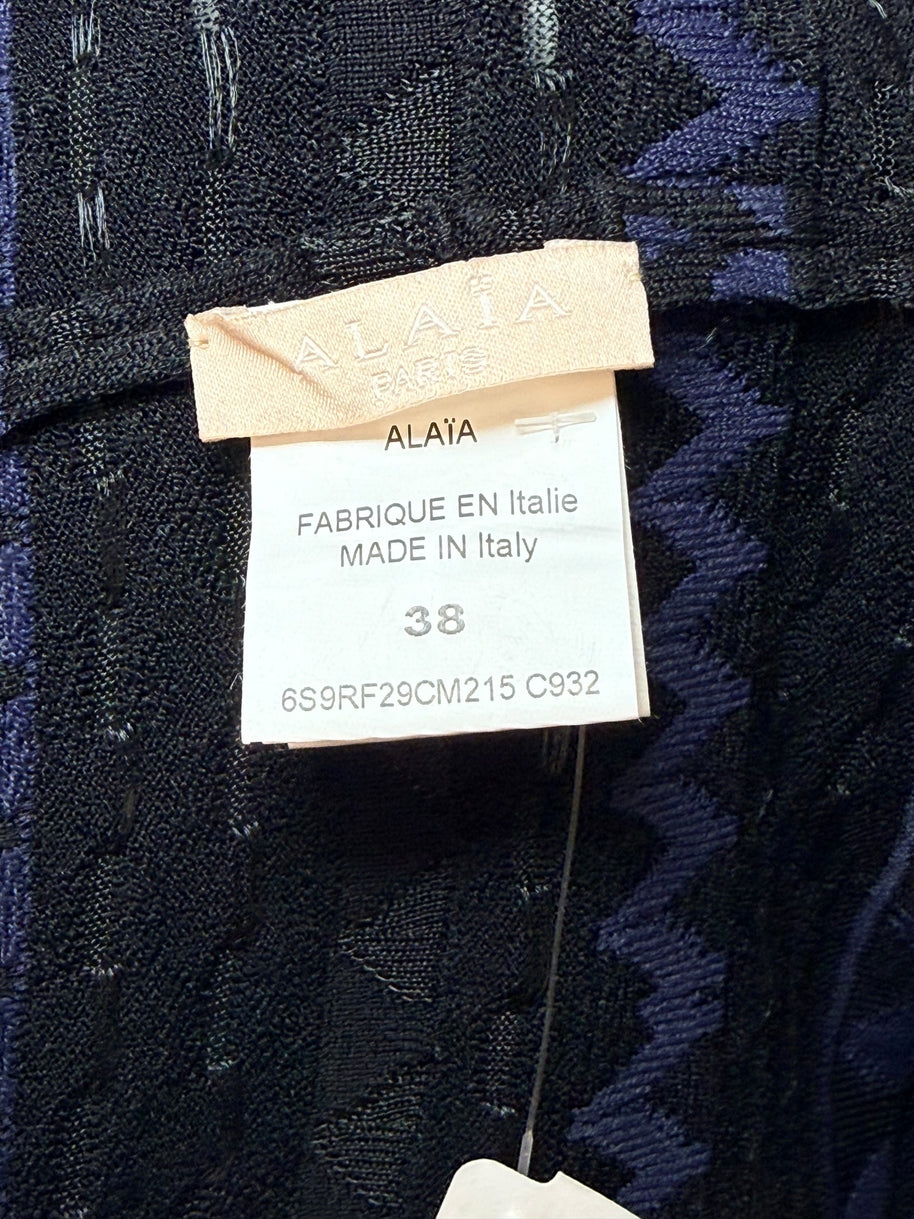 ALAÏA
PARIS
ALAÏA
FABRIQUE EN Italie
MADE IN Italy
38
6S9RF29CM215 C932